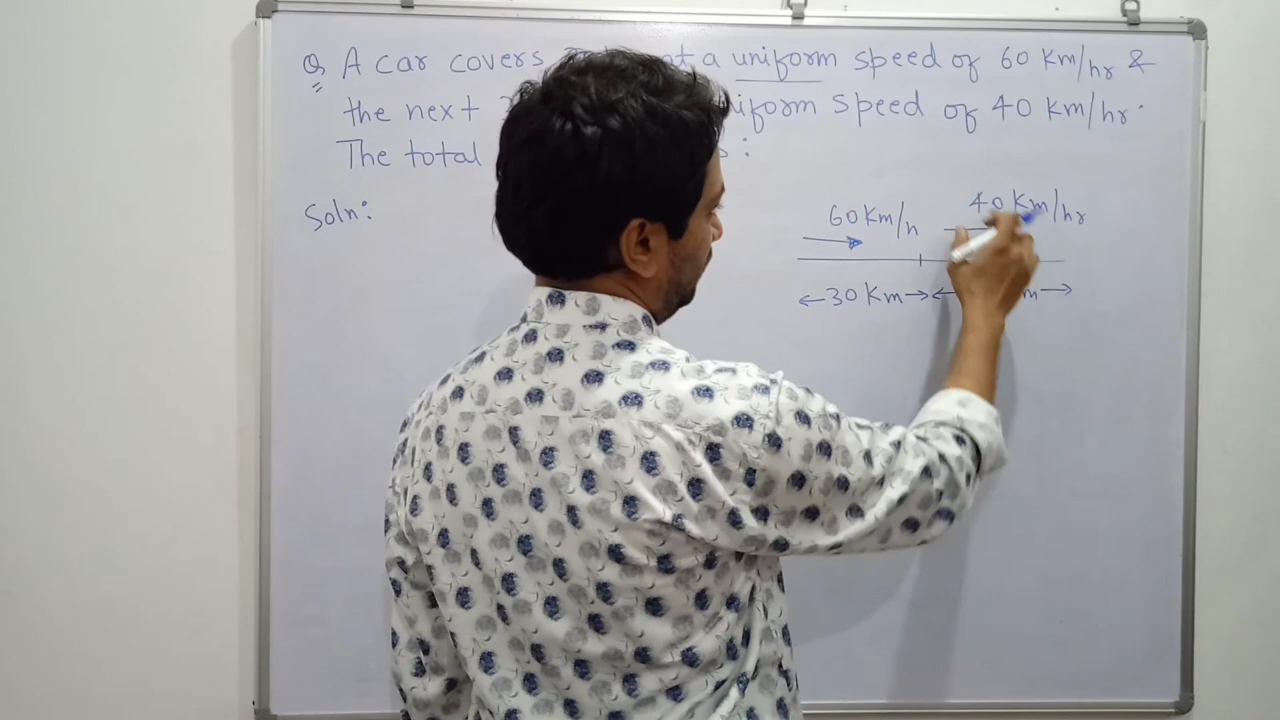 Q A car covers at a uniform speed of 60 Km/hr &
the next speed of 40 Km/hr.
The total :
Soln:
60 Km/h 40 Km/hr
30 Km